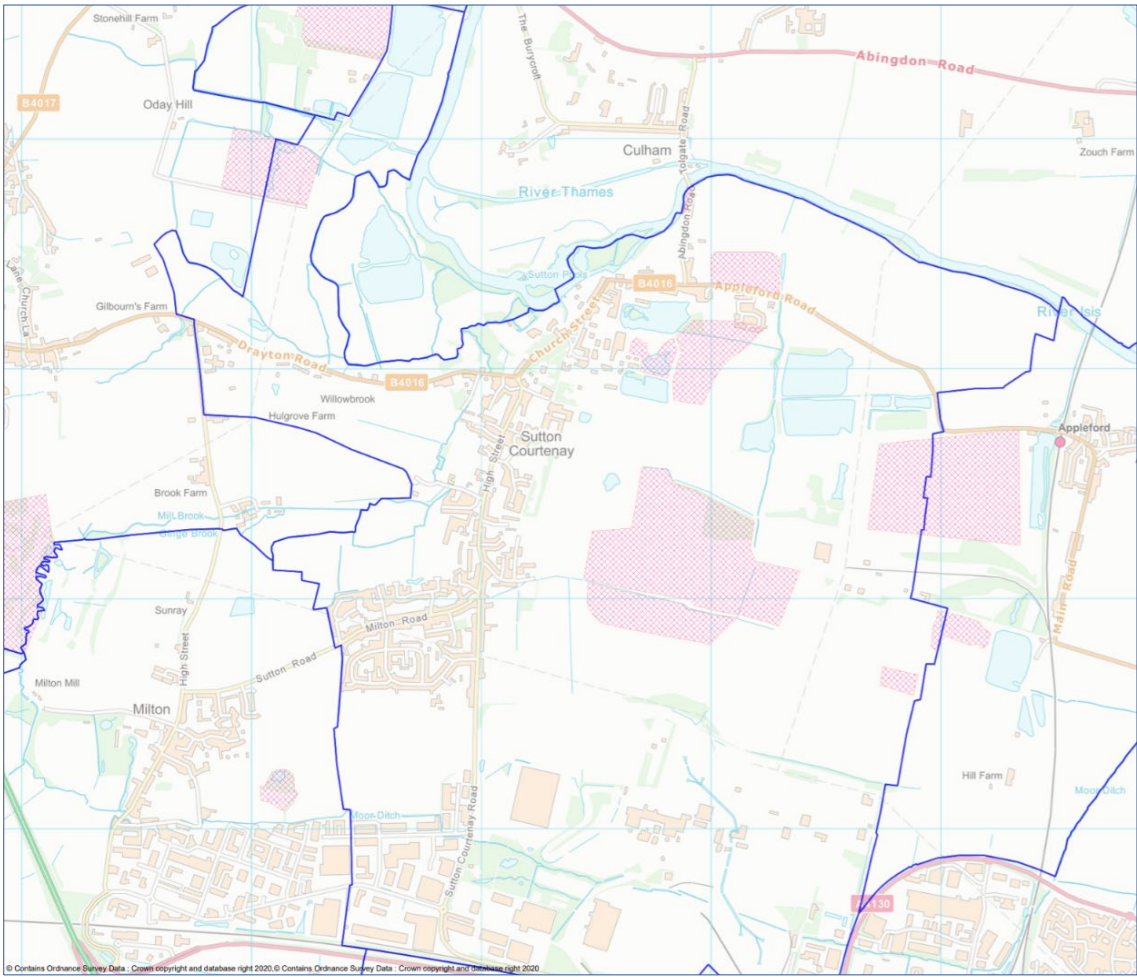 Stonehill Farm
The Burycroft
Abingdon Road
B4017
Oday Hill
Culham
Tolgate Road
Zouch Farm
River Thames
Abingdon Road
Lane
Church La
Sutton Pools
B4016
Appleford Road
Gilbourn's Farm
River Isis
Drayton Road
Church Street
B4016
Willowbrook
Hulgrove Farm
Sutton
Courtenay
High Street
Appleford
Brook Farm
Mill Brook
Ginge Brook
Sunray
High Street
Milton Road
Main Road
Sutton Road
Milton Mill
Milton
Hill Farm
Moor Ditch
Moor Ditch
Sutton Courtenay Road
A4130
© Contains Ordnance Survey Data : Crown copyright and database right 2020,© Contains Ordnance Survey Data : Crown copyright and database right 2020